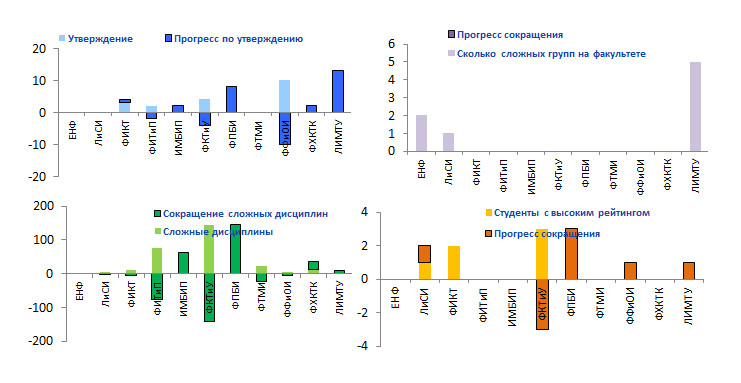 Утверждение
Прогресс по утверждению
20
10
0
-10
-20
ЕНФ
ЛиСИ
ФИКТ
ФИТиП
ИМБИП
ФКТиУ
ФПБИ
ФТМИ
ФФиОИ
ФХКТК
ЛИМТУ
Прогресс сокращения
Сколько сложных групп на факультете
6
5
4
3
2
1
0
ЕНФ
ЛиСИ
ФИКТ
ФИТиП
ИМБИП
ФКТиУ
ФПБИ
ФТМИ
ФФиОИ
ФХКТК
ЛИМТУ
Сокращение сложных дисциплин
Сложные дисциплины
200
100
0
-100
-200
ЕНФ
ЛиСИ
ФИКТ
ФИТиП
ИМБИП
ФКТиУ
ФПБИ
ФТМИ
ФФиОИ
ФХКТК
ЛИМТУ
Студенты с высоким рейтингом
Прогресс сокращения
4
2
0
-2
-4
ЕНФ
ЛиСИ
ФИКТ
ФИТиП
ИМБИП
ФКТиУ
ФПБИ
ФТМИ
ФФиОИ
ФХКТК
ЛИМТУ